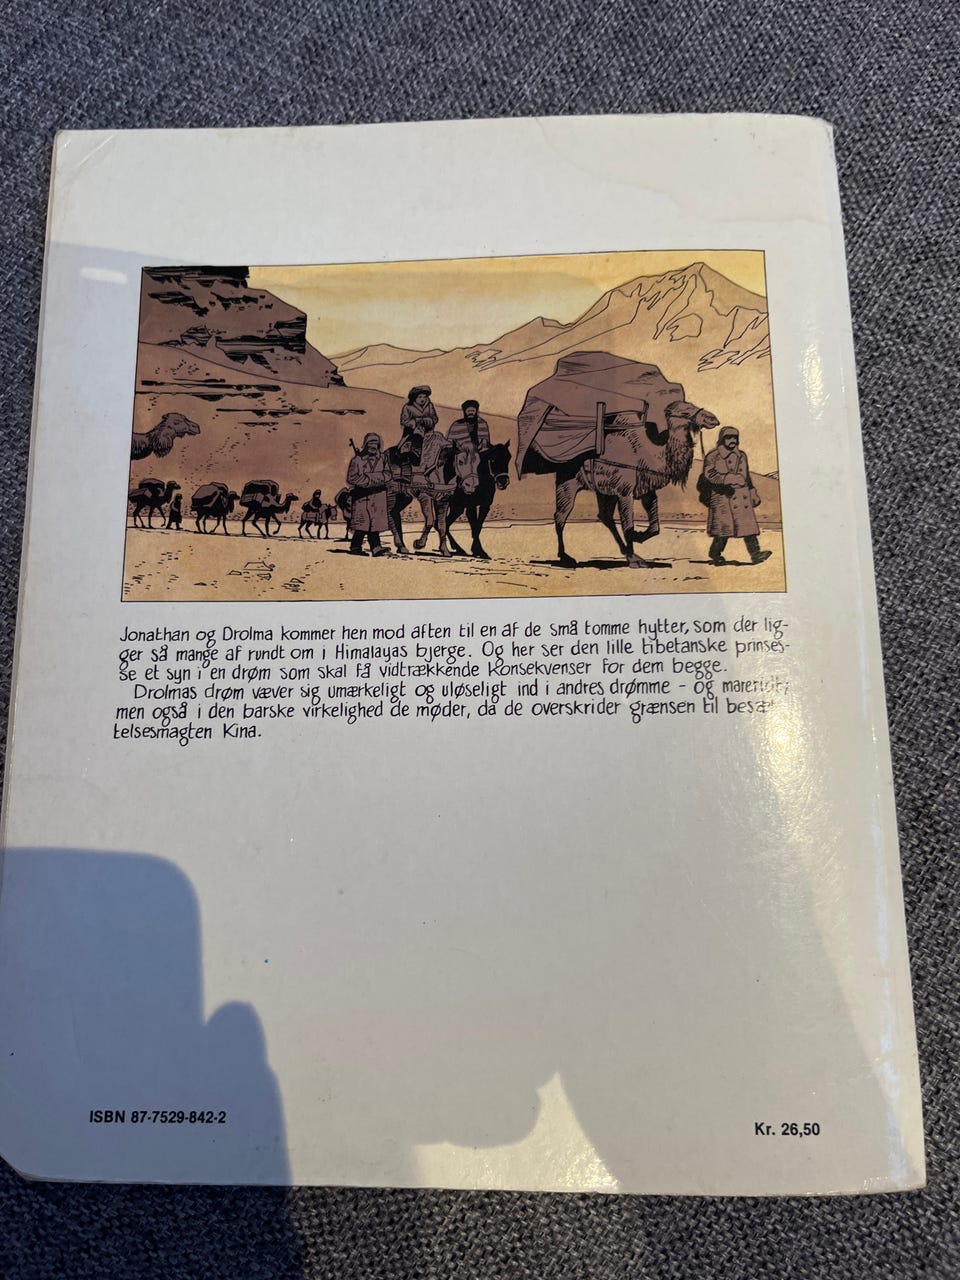 Jonathan og Drolma kommer hen mod aften til en af de små tomme hytter, som der lig-
ger så mange af rundt om i Himalayas bjerge. Og her ser den lille tibetanske prinses-
se et syn i en drøm som skal få vidtrækkende konsekvenser for dem begge.
Drolmas drøm væver sig umærkeligt og uløseligt ind i andres drømme - og mareridt,
men også i den barske virkelighed de møder, da de overskrider grænsen til besæt-
telsesmagten Kina.
ISBN 87-7529-842-2
Kr. 26,50